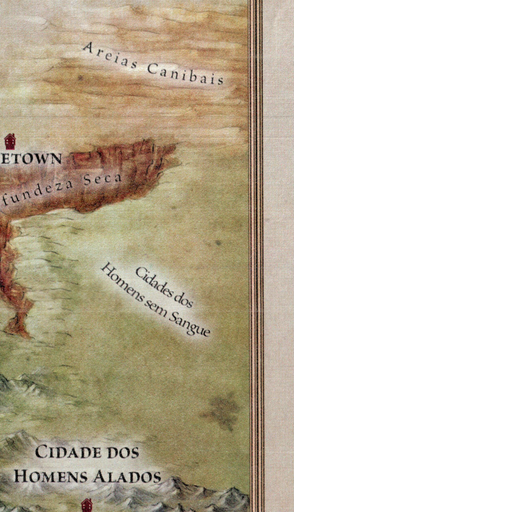 Areias Canibais
ETOWN
fundeza Seca
Cidades dos
Homens sem Sangue
Cidade dos
Homens Alados